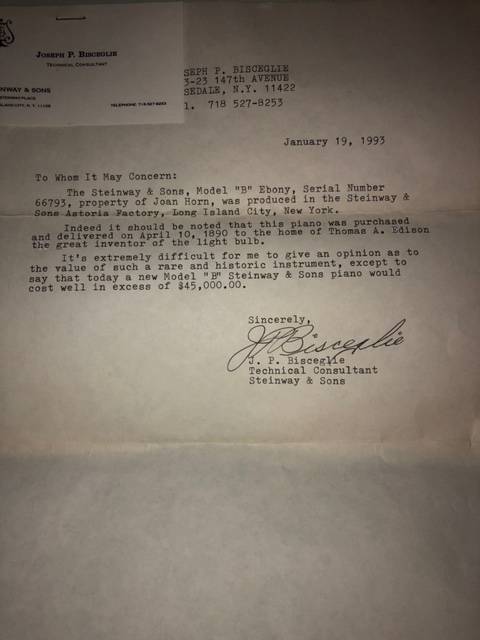 JOSEPH P. BISCEGLIE
TECHNICAL CONSULTANT
NWAY & SONS
TELEPHONE 718-527-8253
SEPH P. BISCEGLIE
3-23 147th AVENUE
SEDALE, N.Y. 11422
l. 718 527-8253
January 19, 1993
To Whom It May Concern:
The Steinway & Sons, Model "B" Ebony, Serial Number
66793, property of Joan Horn, was produced in the Steinway &
Sons Astoria Factory, Long Island City, New York.
Indeed it should be noted that this piano was purchased
and delivered on April 10, 1890 to the home of Thomas A. Edison
the great inventor of the light bulb.
It's extremely difficult for me to give an opinion as to
the value of such a rare and historic instrument, except to
say that today a new Model "B" Steinway & Sons piano would
cost well in excess of $45,000.00.
Sincerely,
J P Bisceglie
J. P. Bisceglie
Technical Consultant
Steinway & Sons